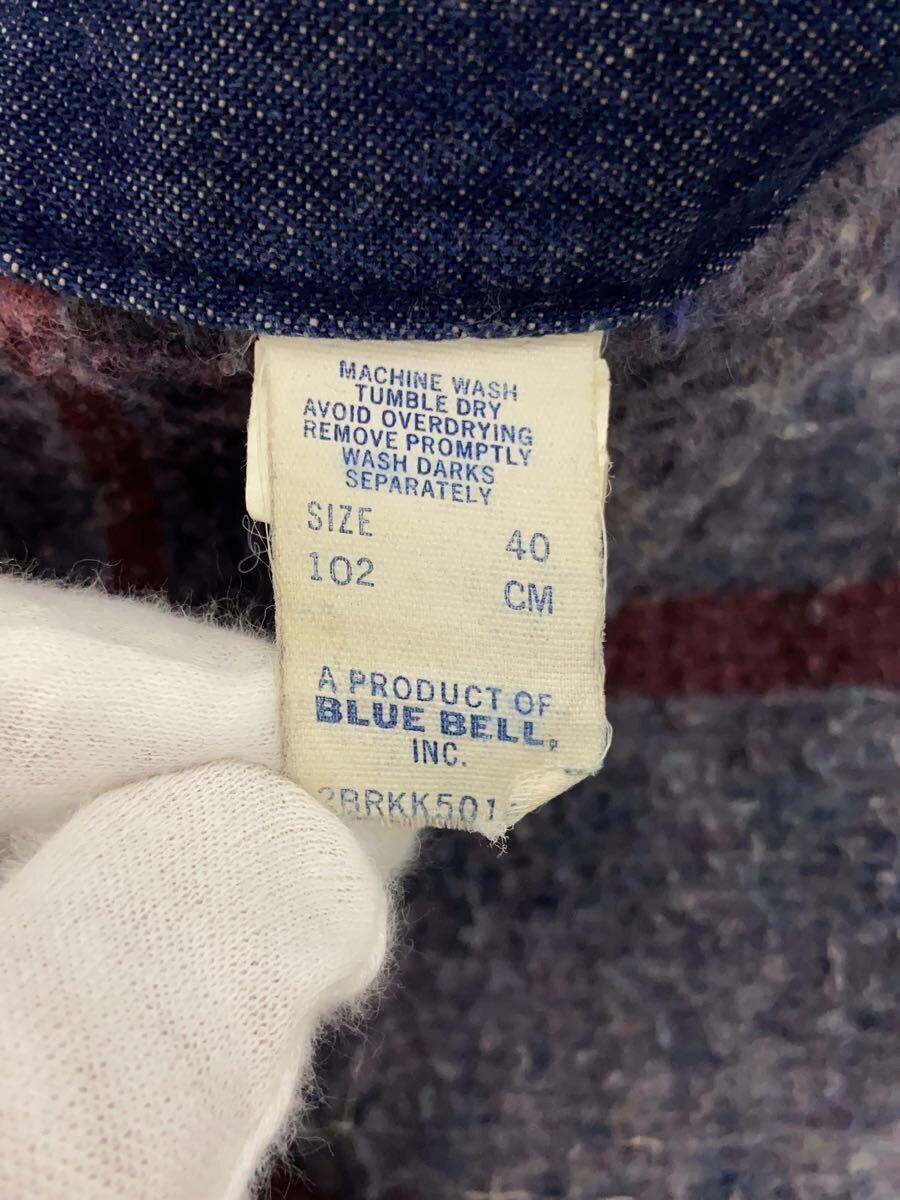 MACHINE WASH
TUMBLE DRY
AVOID OVERDRYING
REMOVE PROMPTLY
WASH DARKS
SEPARATELY
SIZE 40
102 CM
A PRODUCT OF
BLUE BELL,
INC.